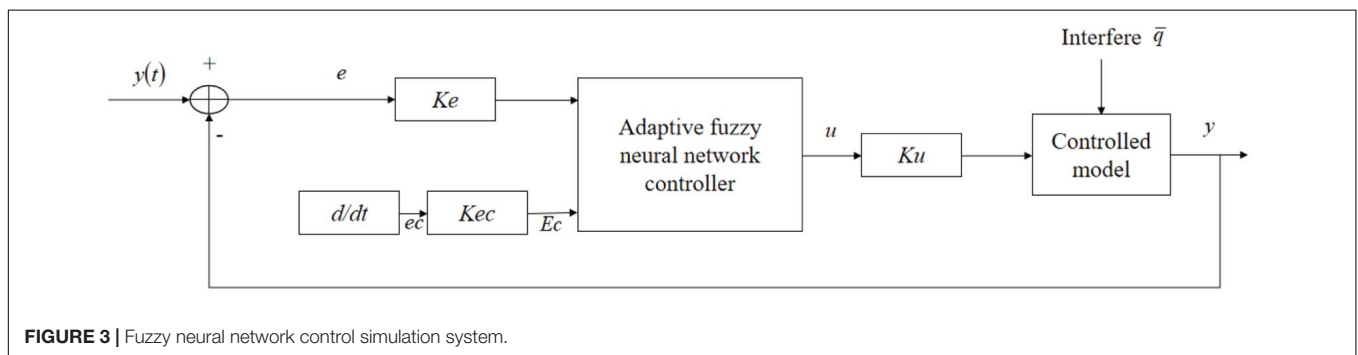 Interfere q̄
y(t)
+
e
Ke
-
Adaptive fuzzy
neural network
controller
u
Ku
Controlled
model
y
d/dt
ec
Kec
Ec
FIGURE 3 | Fuzzy neural network control simulation system.